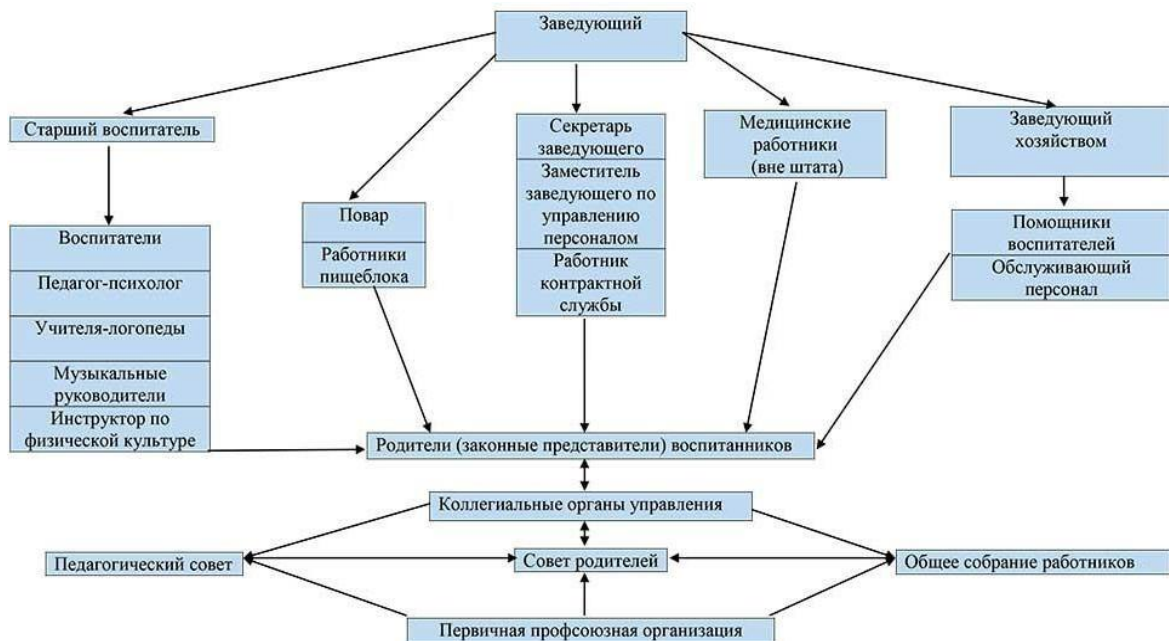 Заведующий
Старший воспитатель
Секретарь
заведующего
Заместитель
заведующего по
управлению
персоналом
Работник
контрактной
службы
Медицинские
работники
(вне штата)
Заведующий
хозяйством
Воспитатели
Педагог-психолог
Учителя-логопеды
Музыкальные
руководители
Инструктор по
физической культуре
Повар
Работники
пищеблока
Помощники
воспитателей
Обслуживающий
персонал
Родители (законные представители) воспитанников
Коллегиальные органы управления
Педагогический совет
Совет родителей
Общее собрание работников
Первичная профсоюзная организация